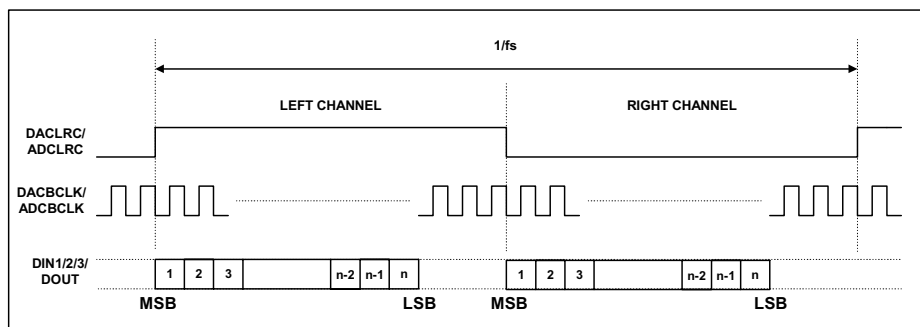 1/fs
LEFT CHANNEL
RIGHT CHANNEL
DACLRC/
ADCLRC
DACBCLK/
ADCBCLK
DIN1/2/3/
DOUT
1 2 3 n-2 n-1 n 1 2 3 n-2 n-1 n
MSB LSB MSB LSB